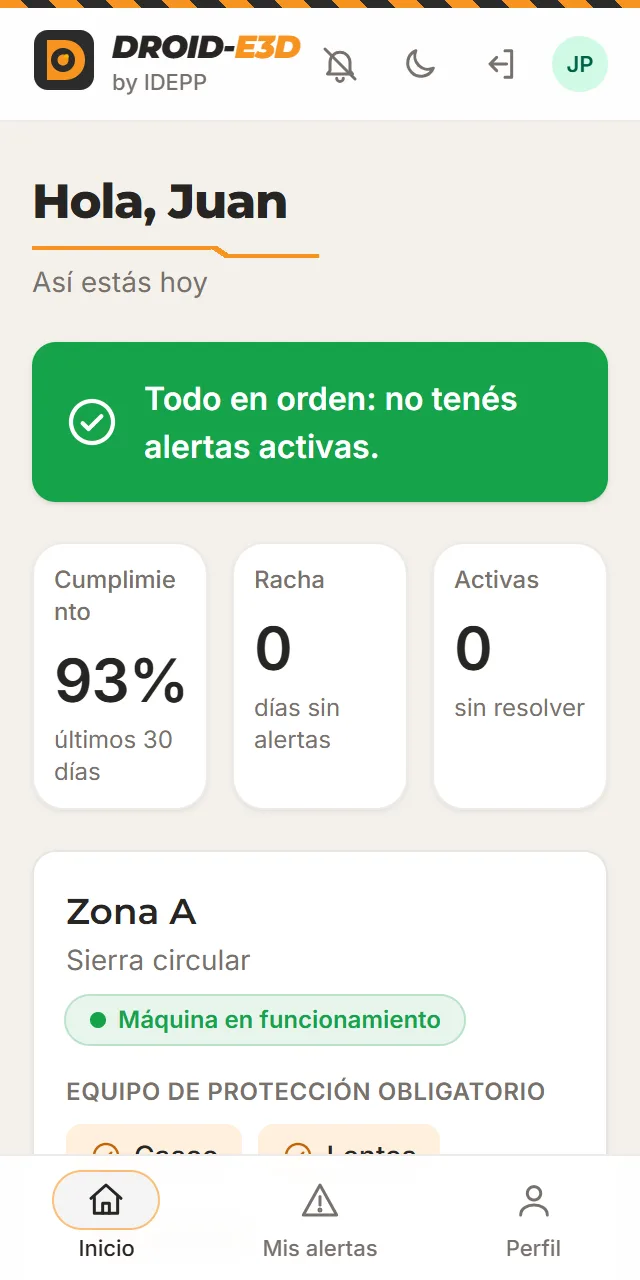 DROID-E3D
by IDEPP
JP
Hola, Juan
Así estás hoy
Todo en orden: no tenés
alertas activas.
Cumplimie
nto
93%
últimos 30
días
Racha
0
días sin
alertas
Activas
0
sin resolver
Zona A
Sierra circular
Máquina en funcionamiento
EQUIPO DE PROTECCIÓN OBLIGATORIO
Casco
Lentes
Inicio
Mis alertas
Perfil